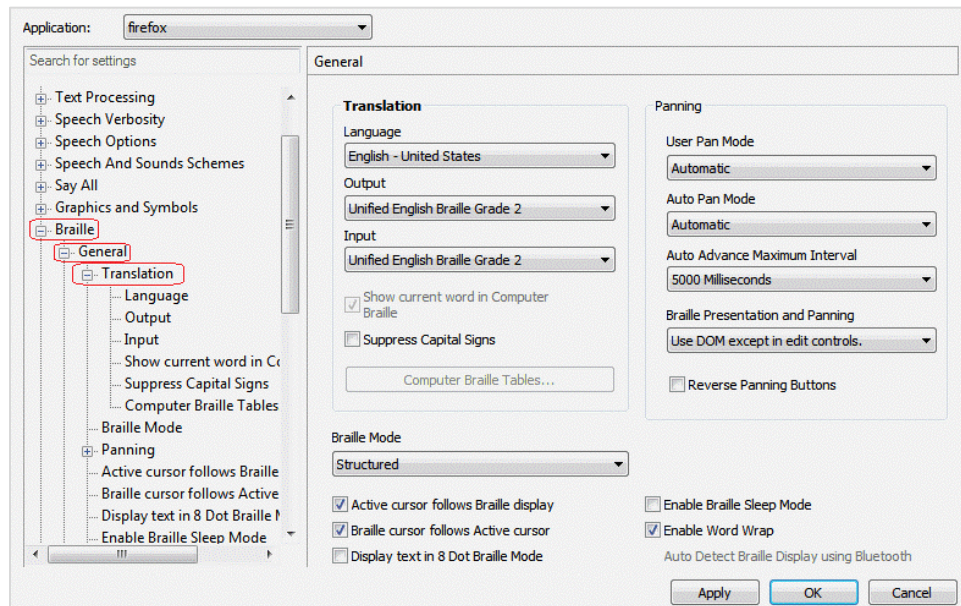 Application: firefox
Search for settings
Text Processing
Speech Verbosity
Speech Options
Speech And Sounds Schemes
Say All
Graphics and Symbols
Braille
General
Translation
Language
Output
Input
Show current word in Co
Suppress Capital Signs
Computer Braille Tables
Braille Mode
Panning
Active cursor follows Braille
Braille cursor follows Active
Display text in 8 Dot Braille
Enable Braille Sleep Mode
General
Translation
Language
English - United States
Output
Unified English Braille Grade 2
Input
Unified English Braille Grade 2
Show current word in Computer
Braille
Suppress Capital Signs
Computer Braille Tables...
Panning
User Pan Mode
Automatic
Auto Pan Mode
Automatic
Auto Advance Maximum Interval
5000 Milliseconds
Braille Presentation and Panning
Use DOM except in edit controls.
Reverse Panning Buttons
Braille Mode
Structured
Active cursor follows Braille display
Braille cursor follows Active cursor
Display text in 8 Dot Braille Mode
Enable Braille Sleep Mode
Enable Word Wrap
Auto Detect Braille Display using Bluetooth
Apply OK Cancel